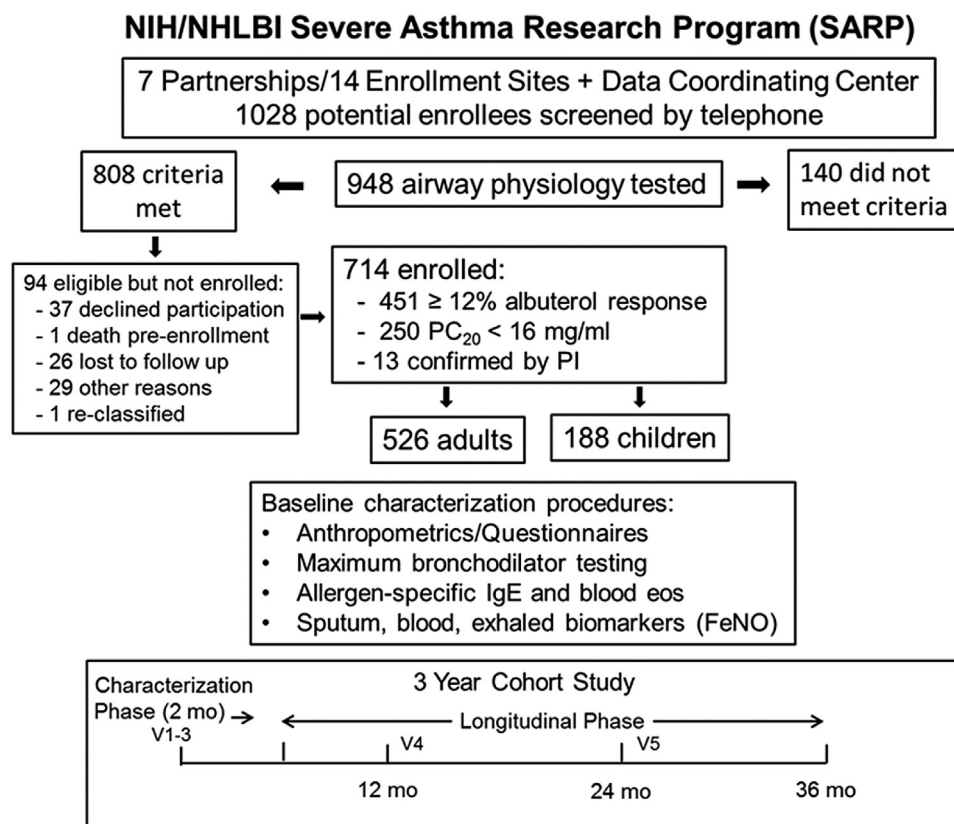 NIH/NHLBI Severe Asthma Research Program (SARP)
7 Partnerships/14 Enrollment Sites + Data Coordinating Center
1028 potential enrollees screened by telephone
808 criteria
met
948 airway physiology tested
140 did not
meet criteria
94 eligible but not enrolled:
- 37 declined participation
- 1 death pre-enrollment
- 26 lost to follow up
- 29 other reasons
- 1 re-classified
714 enrolled:
- 451 ≥ 12% albuterol response
- 250 PC20 < 16 mg/ml
- 13 confirmed by PI
526 adults
188 children
Baseline characterization procedures:
• Anthropometrics/Questionnaires
• Maximum bronchodilator testing
• Allergen-specific IgE and blood eos
• Sputum, blood, exhaled biomarkers (FeNO)
3 Year Cohort Study
Characterization
Phase (2 mo)
Longitudinal Phase
V1-3
V4
V5
12 mo
24 mo
36 mo